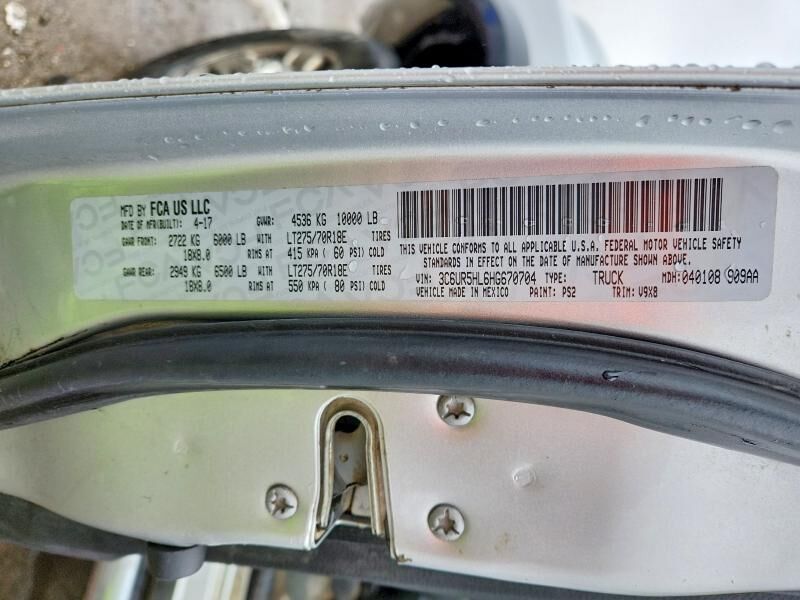 MFD BY FCA US LLC
DATE OF MFR(BUILT): 4-17 GVWR: 4536 KG 10000 LB
GAWR FRONT: 2722 KG 6000 LB WITH LT275/70R18E TIRES
18X8.0 RIMS AT 415 KPA ( 60 PSI) COLD
GAWR REAR: 2949 KG 6500 LB WITH LT275/70R18E TIRES
18X8.0 RIMS AT 550 KPA ( 80 PSI) COLD
THIS VEHICLE CONFORMS TO ALL APPLICABLE U.S.A. FEDERAL MOTOR VEHICLE SAFETY
STANDARDS IN EFFECT ON THE DATE OF MANUFACTURE SHOWN ABOVE.
VIN: 3C6UR5HL6HG670704 TYPE: TRUCK MDH: 040108 909AA
VEHICLE MADE IN MEXICO PAINT: PS2 TRIM: V9X8